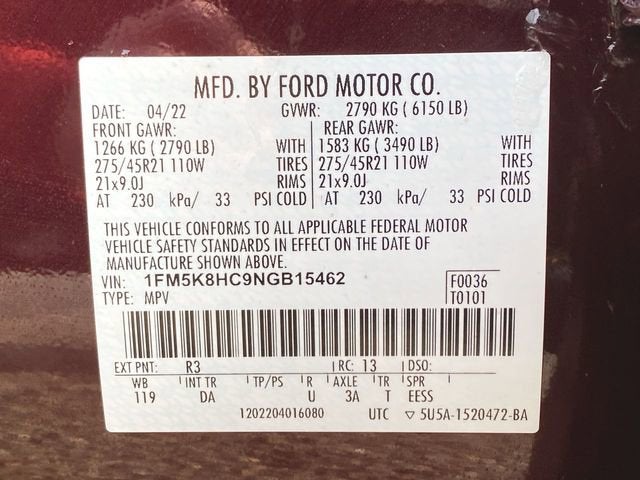 MFD. BY FORD MOTOR CO.
DATE: 04/22 GVWR: 2790 KG ( 6150 LB)
FRONT GAWR: REAR GAWR:
1266 KG ( 2790 LB) WITH 1583 KG ( 3490 LB) WITH
275/45R21 110W TIRES 275/45R21 110W TIRES
21x9.0J RIMS 21x9.0J RIMS
AT 230 kPa/ 33 PSI COLD AT 230 kPa/ 33 PSI COLD
THIS VEHICLE CONFORMS TO ALL APPLICABLE FEDERAL MOTOR
VEHICLE SAFETY STANDARDS IN EFFECT ON THE DATE OF
MANUFACTURE SHOWN ABOVE.
VIN: 1FM5K8HC9NGB15462 F0036
TYPE: MPV T0101
EXT PNT: R3 RC: 13 DSO:
WB INT TR TP/PS R AXLE TR SPR
119 DA U 3A T EESS
1202204016080 UTC ▽ 5U5A-1520472-BA